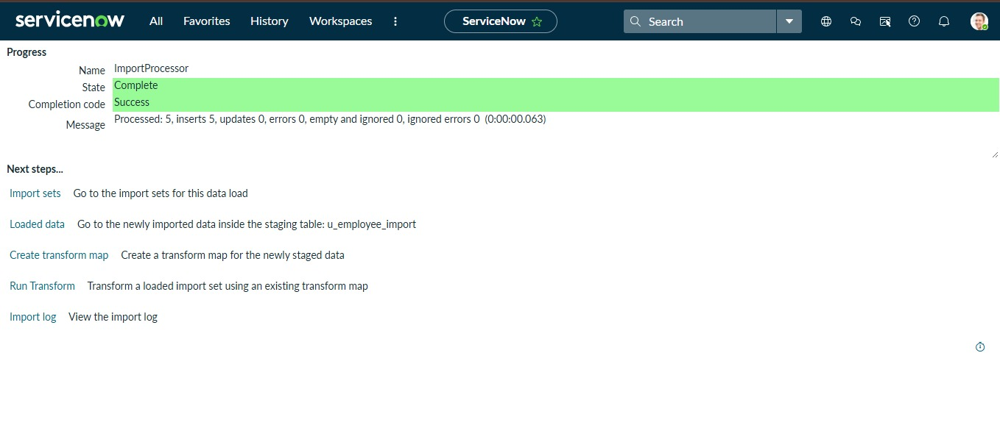 servicenow All Favorites History Workspaces ServiceNow Search
Progress
Name ImportProcessor
State Complete
Completion code Success
Message Processed: 5, inserts 5, updates 0, errors 0, empty and ignored 0, ignored errors 0 (0:00:00.063)
Next steps...
Import sets Go to the import sets for this data load
Loaded data Go to the newly imported data inside the staging table: u_employee_import
Create transform map Create a transform map for the newly staged data
Run Transform Transform a loaded import set using an existing transform map
Import log View the import log